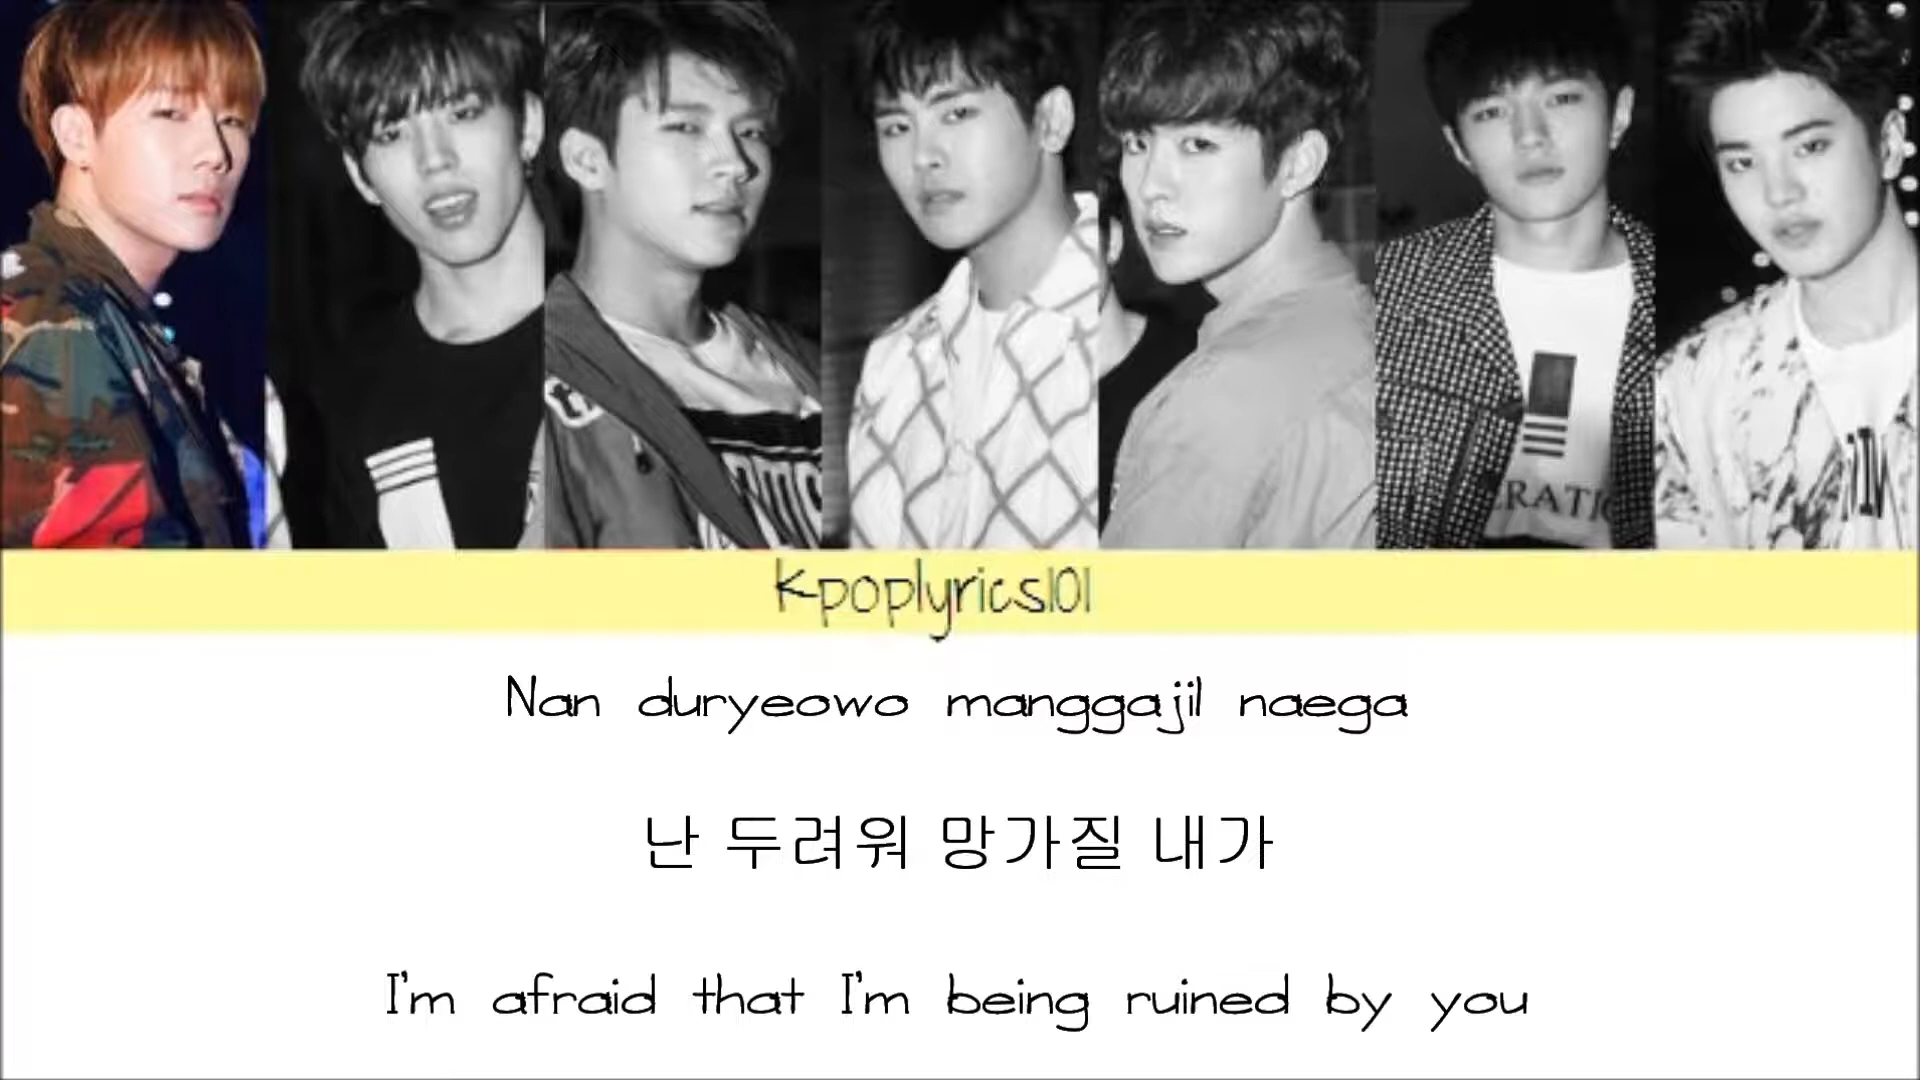 ERATIO
Kpoplyrics101
Nan duryeowo manggajil naega
난 두려워 망가질 내가
I'm afraid that I'm being ruined by you